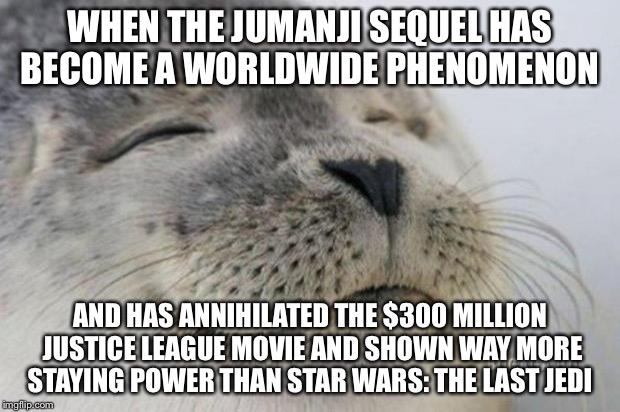 WHEN THE JUMANJI SEQUEL HAS
BECOME A WORLDWIDE PHENOMENON
AND HAS ANNIHILATED THE $300 MILLION
JUSTICE LEAGUE MOVIE AND SHOWN WAY MORE
STAYING POWER THAN STAR WARS: THE LAST JEDI
imgflip.com